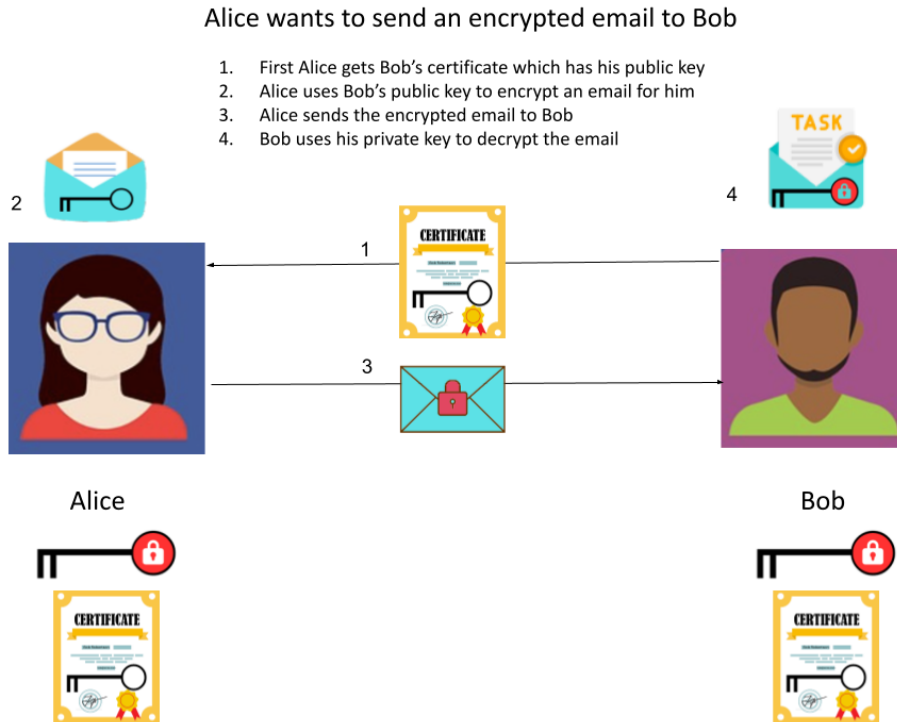 Alice wants to send an encrypted email to Bob
1. First Alice gets Bob's certificate which has his public key
2. Alice uses Bob's public key to encrypt an email for him
3. Alice sends the encrypted email to Bob
4. Bob uses his private key to decrypt the email
TASK
2
4
1
CERTIFICATE
3
Alice
Bob
CERTIFICATE
CERTIFICATE